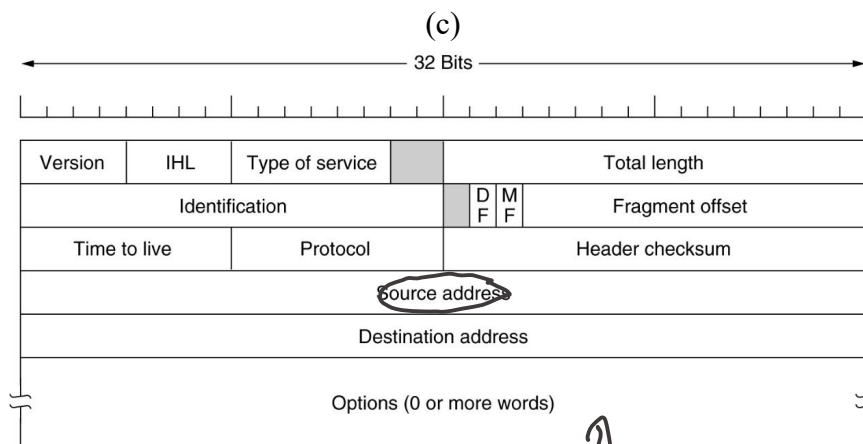 (c)
32 Bits
Version IHL Type of service Total length
Identification D F M F Fragment offset
Time to live Protocol Header checksum
Source address
Destination address
Options (0 or more words)